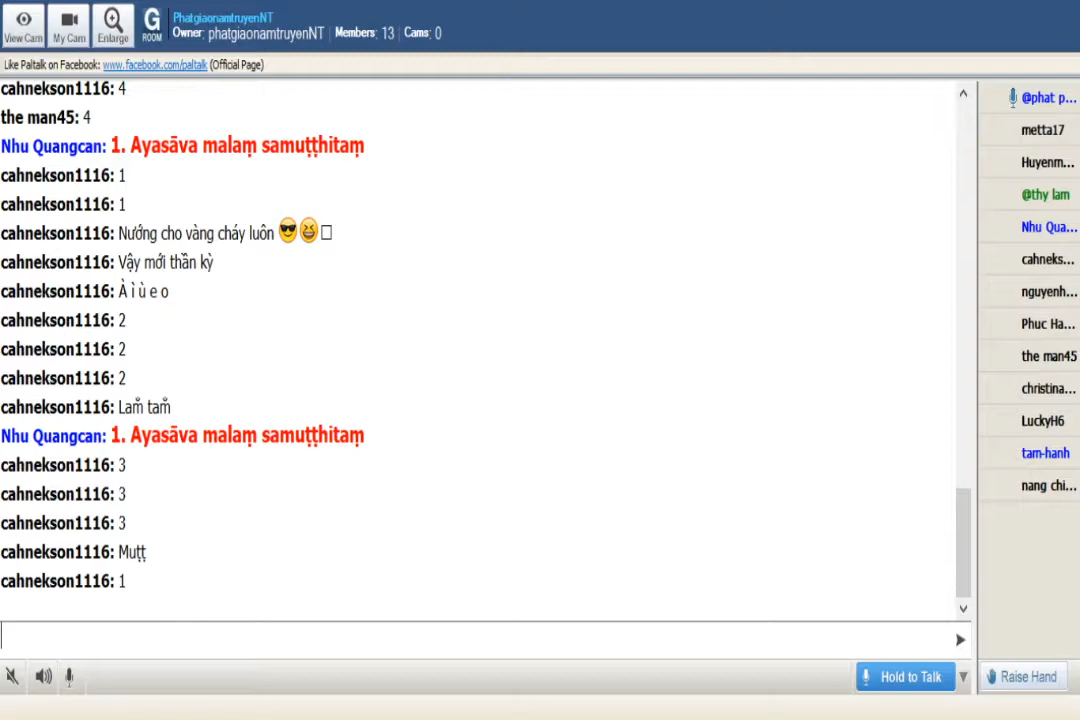 View Cam
My Cam
Enlarge
G
ROOM
PhatgiaonamtruyenNT
Owner: phatgiaonamtruyenNT | Members: 13 | Cams: 0
Like Paltalk on Facebook: www.facebook.com/paltalk (Official Page)
cahnekson1116: 4
the man45: 4
Nhu Quangcan: 1. Ayasāva malaṃ samuṭṭhitaṃ
cahnekson1116: 1
cahnekson1116: 1
cahnekson1116: Nướng cho vàng cháy luôn 😎😆□
cahnekson1116: Vậy mới thần kỳ
cahnekson1116: À ì ù e o
cahnekson1116: 2
cahnekson1116: 2
cahnekson1116: 2
cahnekson1116: Lam̉ tam̉
Nhu Quangcan: 1. Ayasāva malaṃ samuṭṭhitaṃ
cahnekson1116: 3
cahnekson1116: 3
cahnekson1116: 3
cahnekson1116: Muṭṭ
cahnekson1116: 1
@phat p...
metta17
Huyenm...
@thy lam
Nhu Qua...
cahneks...
nguyenh...
Phuc Ha...
the man45
christina...
LuckyH6
tam-hanh
nang chi...
Hold to Talk
Raise Hand